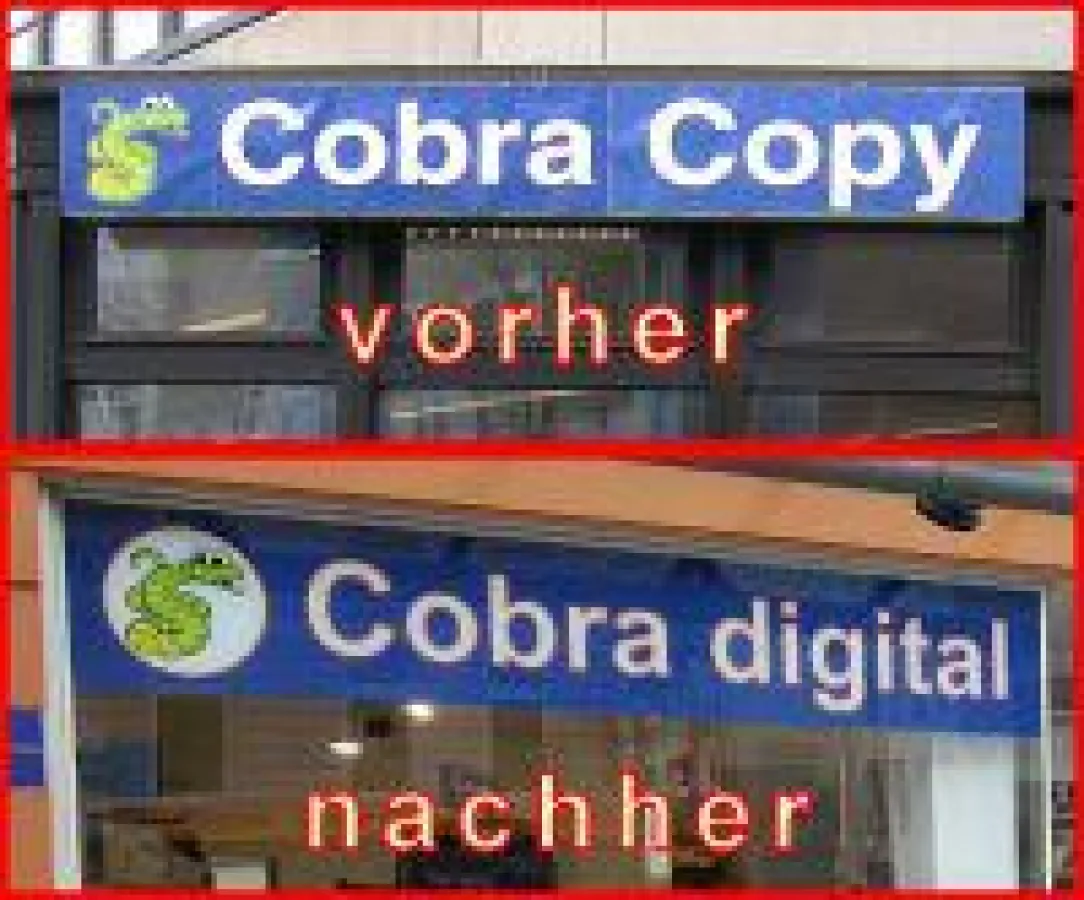 Cobra Copy
vorher
Cobra digital
nachher